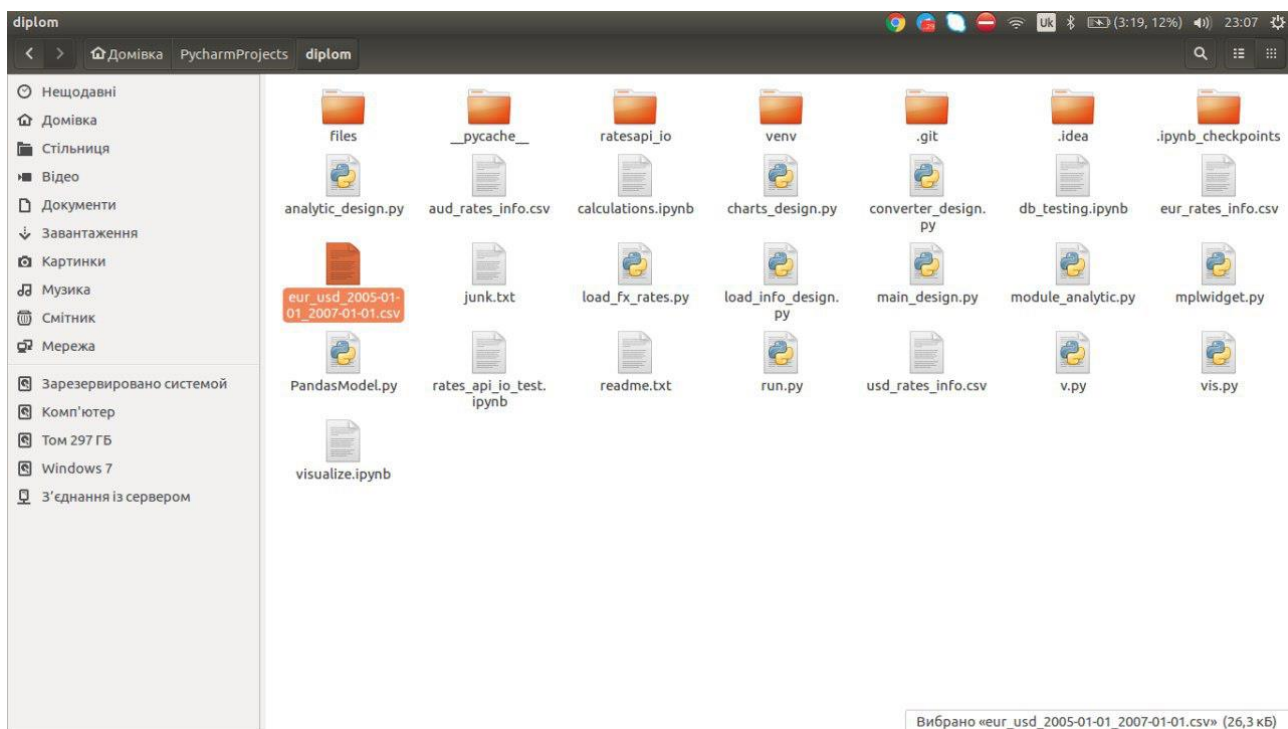 diplom
Uk (3:19, 12%) 23:07
Домівка PycharmProjects diplom
Нещодавні
Домівка
Стільниця
Відео
Документи
Завантаження
Картинки
Музика
Смітник
Мережа
Зарезервировано системой
Комп'ютер
Том 297 ГБ
Windows 7
З’єднання із сервером
files __pycache__ ratesapi_io venv .git .idea .ipynb_checkpoints
analytic_design.py aud_rates_info.csv calculations.ipynb charts_design.py converter_design. db_testing.ipynb eur_rates_info.csv
py
eur_usd_2005-01- junk.txt load_fx_rates.py load_info_design. main_design.py module_analytic.py mplwidget.py
01_2007-01-01.csv py
PandasModel.py rates_api_io_test. readme.txt run.py usd_rates_info.csv v.py vis.py
ipynb
visualize.ipynb
Вибрано «eur_usd_2005-01-01_2007-01-01.csv» (26,3 кБ)